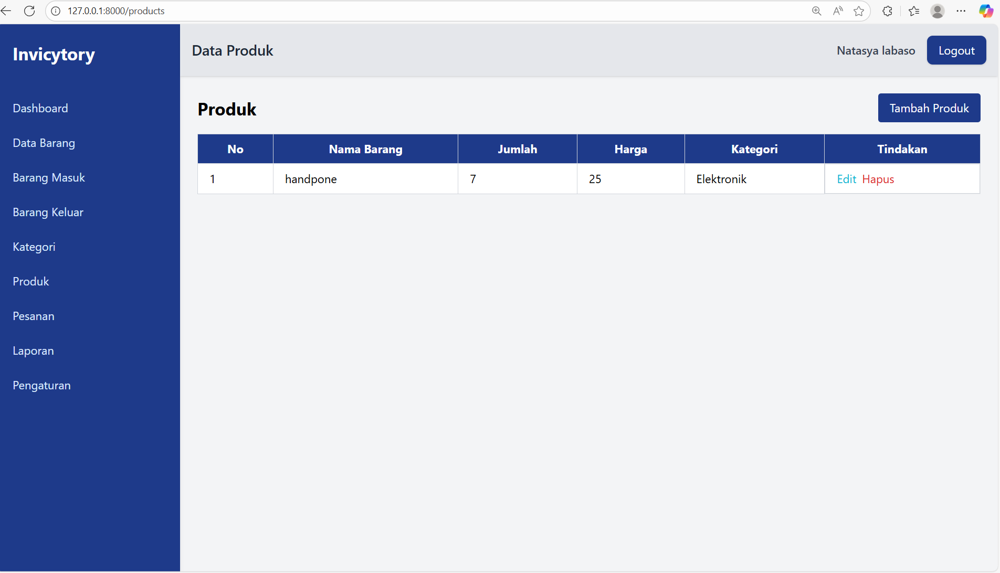 127.0.0.1:8000/products
Invicytory
Dashboard
Data Barang
Barang Masuk
Barang Keluar
Kategori
Produk
Pesanan
Laporan
Pengaturan
Data Produk
Natasya labaso
Logout
Produk
Tambah Produk
No Nama Barang Jumlah Harga Kategori Tindakan
1 handpone 7 25 Elektronik Edit Hapus